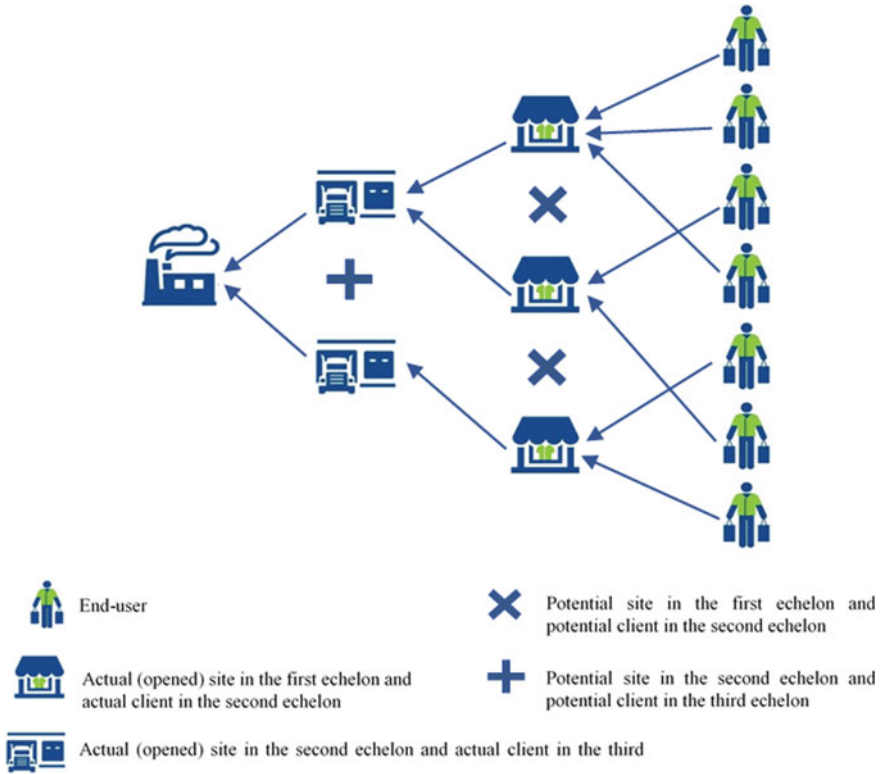 End-user
Actual (opened) site in the first echelon and
actual client in the second echelon
Actual (opened) site in the second echelon and actual client in the third
Potential site in the first echelon and
potential client in the second echelon
Potential site in the second echelon and
potential client in the third echelon